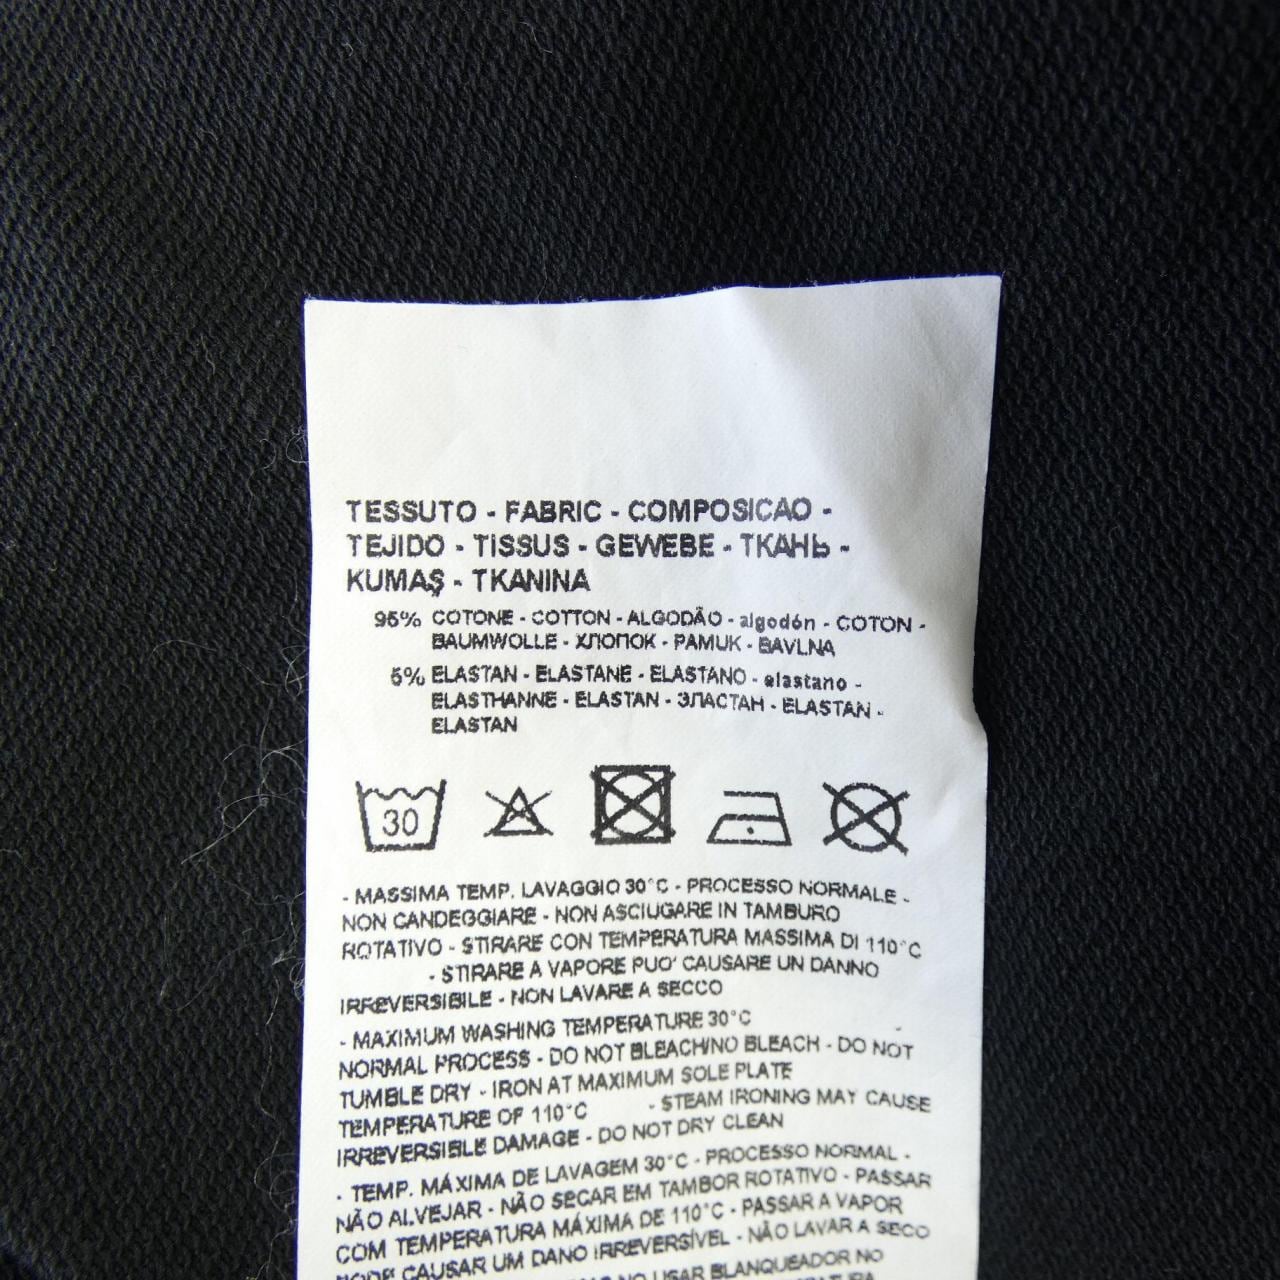 TESSUTO - FABRIC - COMPOSICAO -
TEJIDO - TISSUS - GEWEBE - ТКАНЬ -
KUMAŞ - TKANINA
95% COTONE - COTTON - ALGODÃO - algodón - COTON -
BAUMWOLLE - ХЛОПОК - PAMUK - BAVLNA
5% ELASTAN - ELASTANE - ELASTANO - elastano -
ELASTHANNE - ELASTAN - ЭЛАСТАН - ELASTAN -
ELASTAN
30
- MASSIMA TEMP. LAVAGGIO 30°C - PROCESSO NORMALE -
NON CANDEGGIARE - NON ASCIUGARE IN TAMBURO
ROTATIVO - STIRARE CON TEMPERATURA MASSIMA DI 110°C
- STIRARE A VAPORE PUO' CAUSARE UN DANNO
IRREVERSIBILE - NON LAVARE A SECCO
- MAXIMUM WASHING TEMPERATURE 30°C -
NORMAL PROCESS - DO NOT BLEACH/NO BLEACH - DO NOT
TUMBLE DRY - IRON AT MAXIMUM SOLE PLATE
TEMPERATURE OF 110°C - STEAM IRONING MAY CAUSE
IRREVERSIBLE DAMAGE - DO NOT DRY CLEAN
- TEMP. MÁXIMA DE LAVAGEM 30°C - PROCESSO NORMAL -
NÃO ALVEJAR - NÃO SECAR EM TAMBOR ROTATIVO - PASSAR
COM TEMPERATURA MÁXIMA DE 110°C - PASSAR A VAPOR
PODE CAUSAR UM DANO IRREVERSÍVEL - NÃO LAVAR A SECO
NO USAR BLANQUEADOR NO